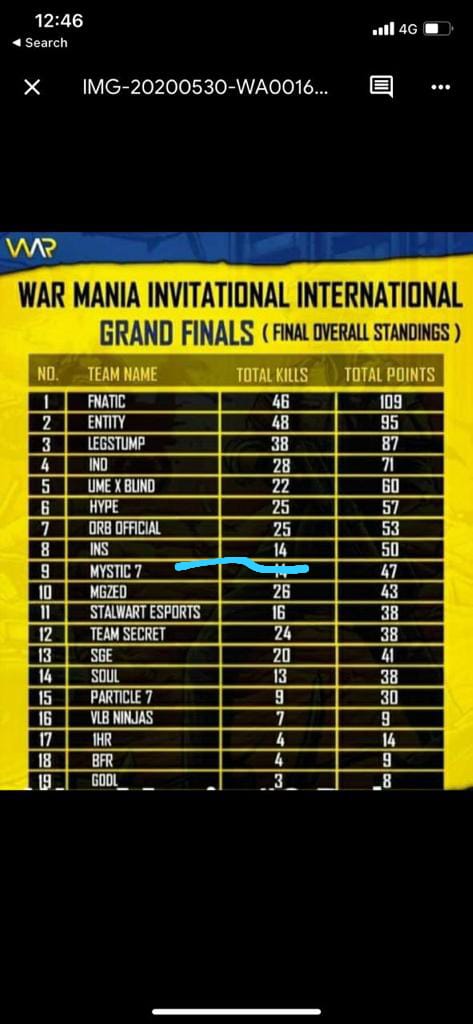 12:46
4G
◂ Search
IMG-20200530-WA0016...
WAR
WAR MANIA INVITATIONAL INTERNATIONAL
GRAND FINALS ( FINAL OVERALL STANDINGS )
NO. TEAM NAME TOTAL KILLS TOTAL POINTS
1 FNATIC 46 109
2 ENTITY 48 95
3 LEGSTUMP 38 87
4 IND 28 71
5 UME X BLIND 22 60
6 HYPE 25 57
7 ORB OFFICIAL 25 53
8 INS 14 50
9 MYSTIC 7 47
10 MGZED 26 43
11 STALWART ESPORTS 16 38
12 TEAM SECRET 24 38
13 SGE 20 41
14 SOUL 13 38
15 PARTICLE 7 9 30
16 VLB NINJAS 7 9
17 1HR 4 14
18 BFR 4 9
19 GODL 3 8